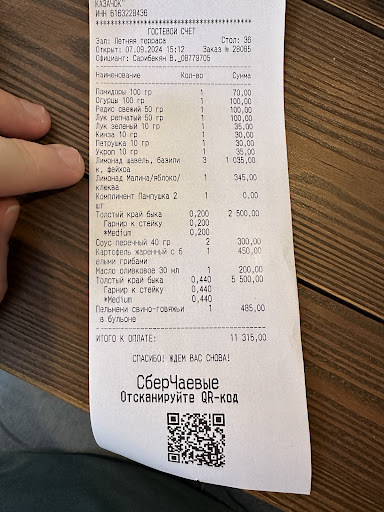 КАЗАЧОК"
ИНН 6163228436
****************************************
ГОСТЕВОЙ СЧЕТ
Зал: Летняя терраса Стол: 36
Открыт: 07.09.2024 15:12 Заказ № 28085
Официант: Сарибекян В._08778705
Наименование Кол-во Сумма
Помидоры 100 гр 1 70,00
Огурцы 100 гр 1 100,00
Редис свежий 50 гр 1 100,00
Лук репчатый 50 гр 1 100,00
Лук зеленый 10 гр 1 35,00
Кинза 10 гр 1 30,00
Петрушка 10 гр 1 30,00
Укроп 10 гр 1 35,00
Лимонад щавель, базили 3 1 035,00
к, фейхоа
Лимонад Малина/яблоко/ 1 345,00
клюква
Комплимент Пампушка 2 1 0,00
шт
Толстый край быка 0,200 2 500,00
Гарнир к стейку 0,200
*Medium 0,200
Соус перечный 40 гр 2 300,00
Картофель жаренный с б 1 450,00
елыми грибами
Масло оливковое 30 мл 1 200,00
Толстый край быка 0,440 5 500,00
Гарнир к стейку 0,440
*Medium 0,440
Пельмени свино-говяжьи 1 485,00
в бульоне
ИТОГО К ОПЛАТЕ: 11 315,00
СПАСИБО! ЖДЕМ ВАС СНОВА!
СберЧаевые
Отсканируйте QR-код